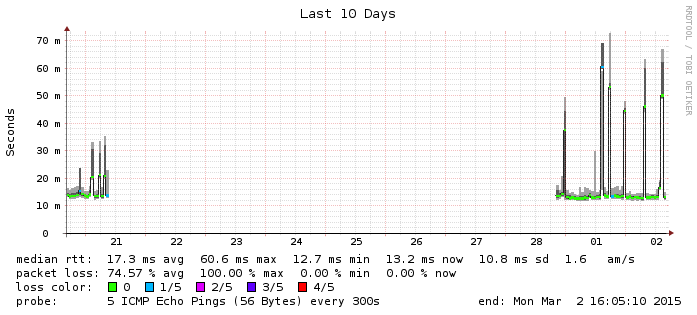 Last 10 Days
RRDTOOL / TOBI OETIKER
Seconds
70 m
60 m
50 m
40 m
30 m
20 m
10 m
0
21 22 23 24 25 26 27 28 01 02
median rtt: 17.3 ms avg 60.6 ms max 12.7 ms min 13.2 ms now 10.8 ms sd 1.6 am/s
packet loss: 74.57 % avg 100.00 % max 0.00 % min 0.00 % now
loss color: 0 1/5 2/5 3/5 4/5
probe: 5 ICMP Echo Pings (56 Bytes) every 300s end: Mon Mar 2 16:05:10 2015